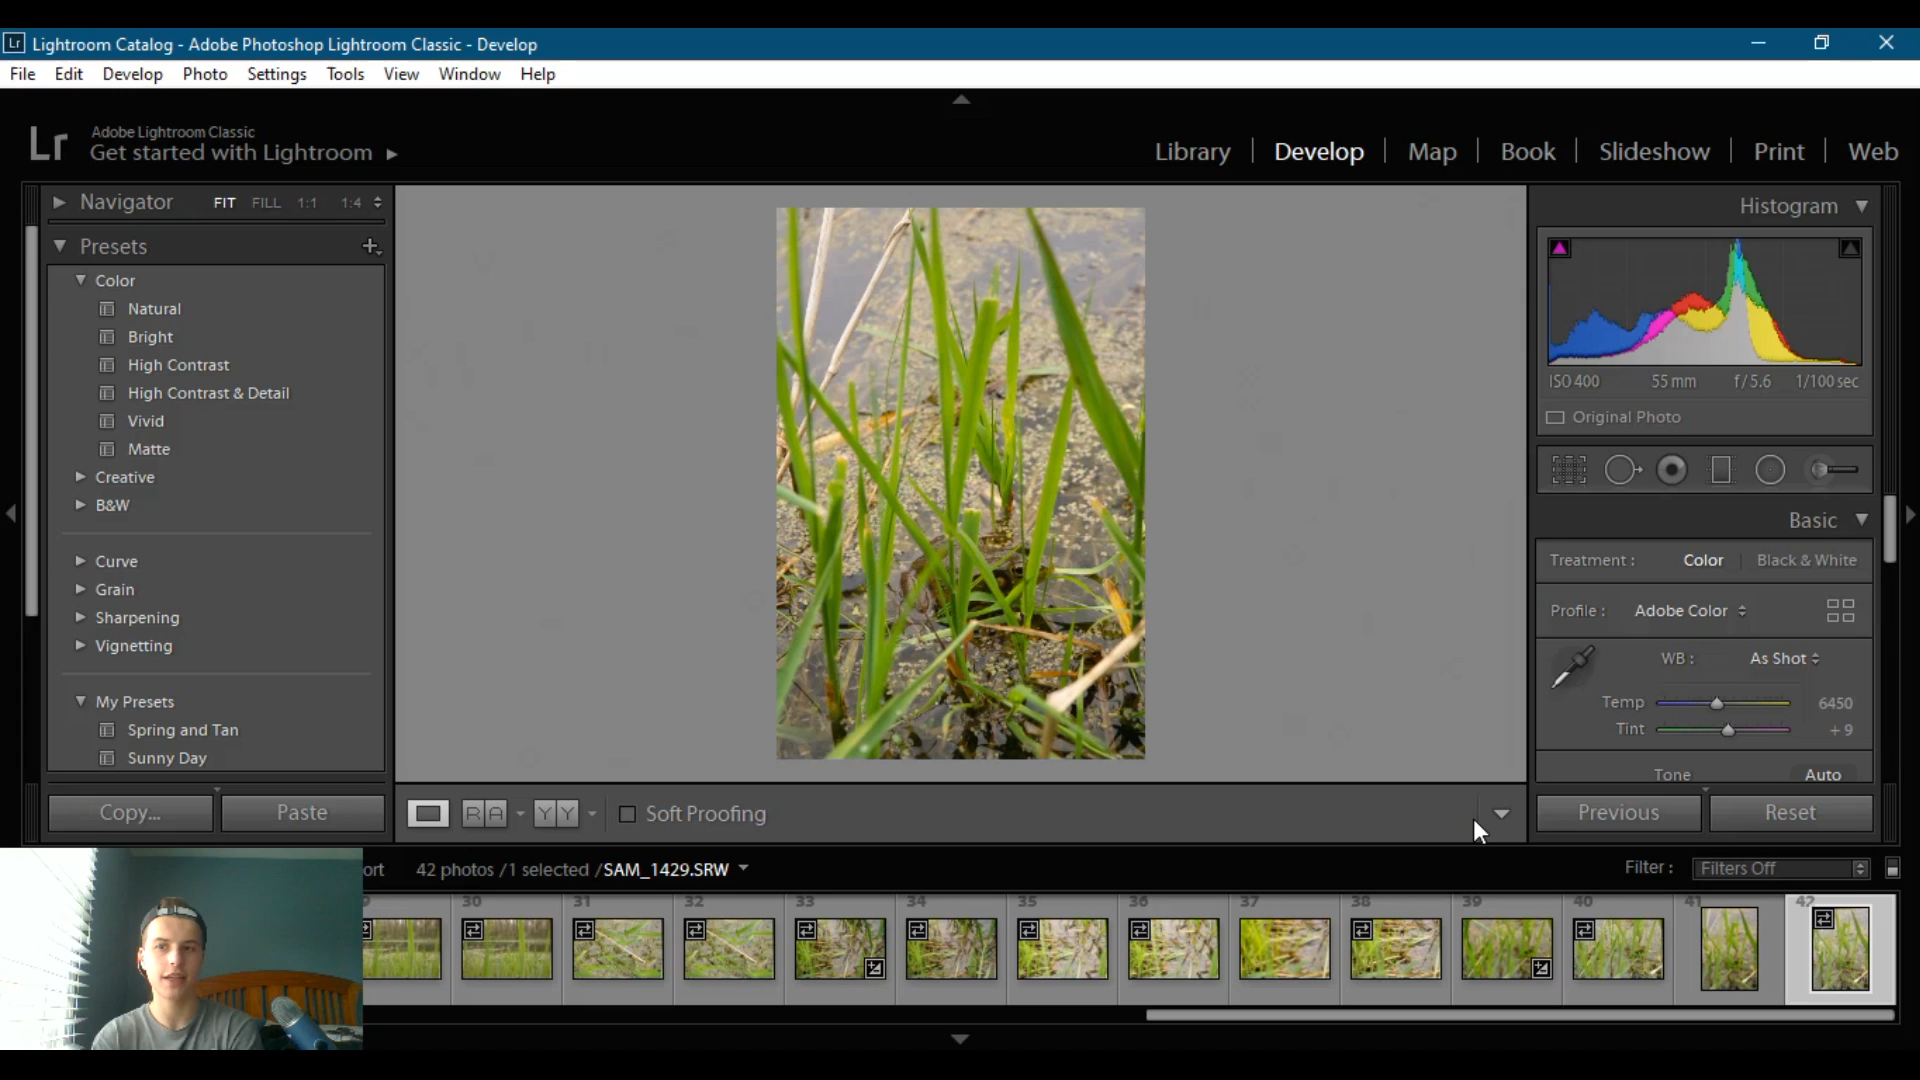 Lr Lightroom Catalog - Adobe Photoshop Lightroom Classic - Develop
File Edit Develop Photo Settings Tools View Window Help
Lr Adobe Lightroom Classic
Get started with Lightroom
Library | Develop | Map | Book | Slideshow | Print | Web
Navigator FIT FILL 1:1 1:4
Presets +
Color
Natural
Bright
High Contrast
High Contrast & Detail
Vivid
Matte
Creative
B&W
Curve
Grain
Sharpening
Vignetting
My Presets
Spring and Tan
Sunny Day
Copy... Paste
R A Y Y Soft Proofing
Histogram
ISO 400 55 mm f/5.6 1/100 sec
Original Photo
Basic
Treatment : Color Black & White
Profile : Adobe Color
WB : As Shot
Temp 6450
Tint + 9
Tone Auto
Previous Reset
ort 42 photos /1 selected /SAM_1429.SRW
Filter : Filters Off
30 31 32 33 34 35 36 37 38 39 40 41 42